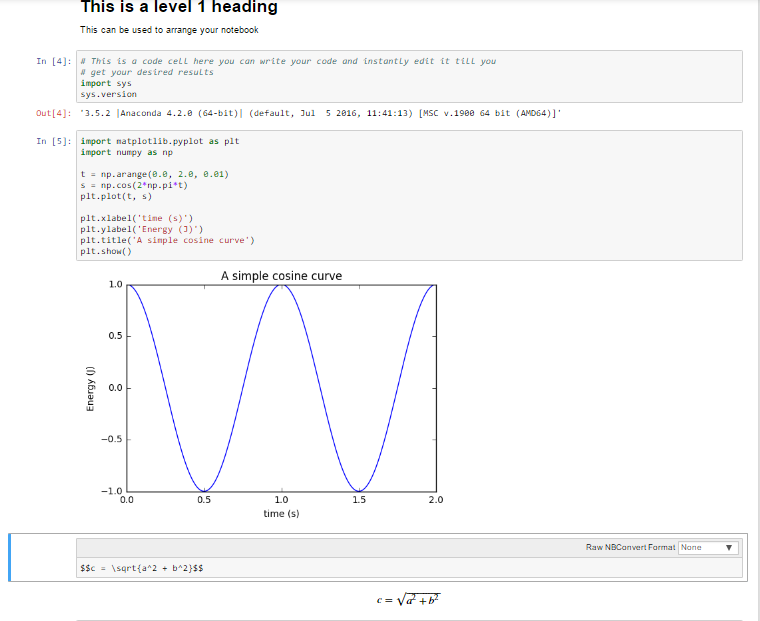 This is a level 1 heading
This can be used to arrange your notebook
In [4]: # This is a code cell here you can write your code and instantly edit it till you
# get your desired results
import sys
sys.version
Out[4]: '3.5.2 |Anaconda 4.2.0 (64-bit)| (default, Jul  5 2016, 11:41:13) [MSC v.1900 64 bit (AMD64)]'
In [5]: import matplotlib.pyplot as plt
import numpy as np
t = np.arange(0.0, 2.0, 0.01)
s = np.cos(2*np.pi*t)
plt.plot(t, s)
plt.xlabel('time (s)')
plt.ylabel('Energy (J)')
plt.title('A simple cosine curve')
plt.show()
A simple cosine curve
1.0
0.5
0.0
−0.5
−1.0
Energy (J)
0.0 0.5 1.0 1.5 2.0
time (s)
Raw NBConvert Format None ▼
$$c = \sqrt{a^2 + b^2}$$
c = √a² + b²